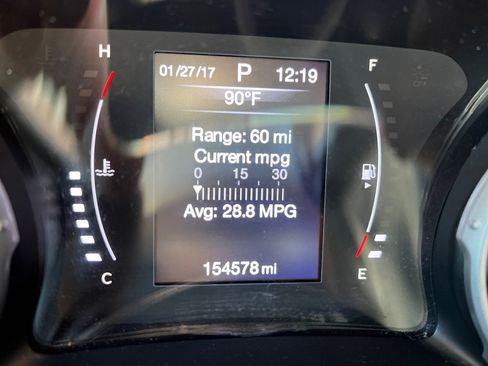 H
F
01/27/17 P 12:19
90°F
Range: 60 mi
Current mpg
0 15 30
Avg: 28.8 MPG
154578 mi
C
E